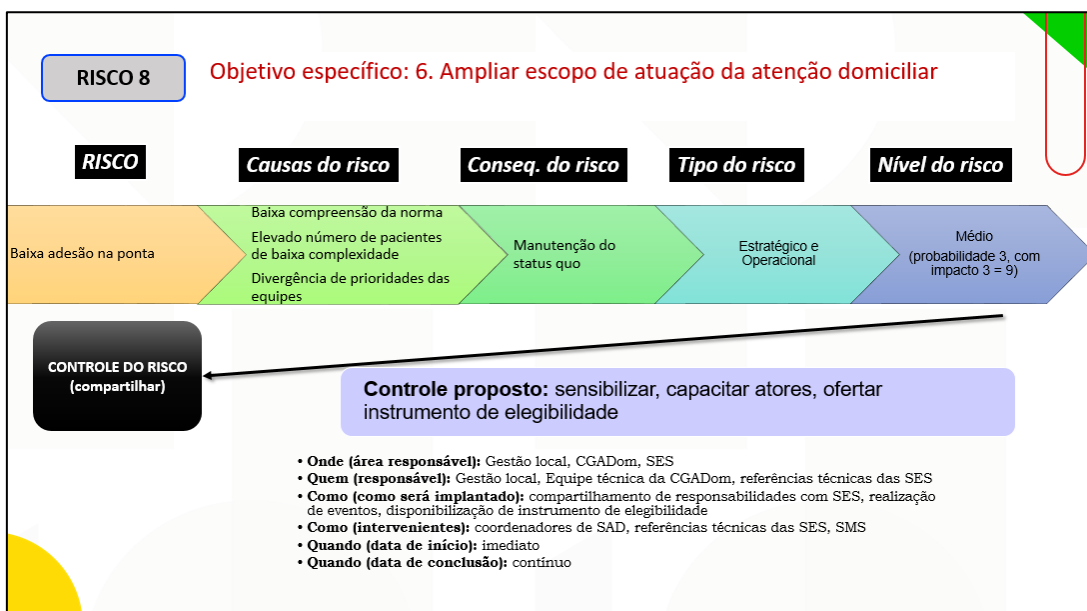 RISCO 8
Objetivo específico: 6. Ampliar escopo de atuação da atenção domiciliar
RISCO
Causas do risco
Conseq. do risco
Tipo do risco
Nível do risco
Baixa adesão na ponta
Baixa compreensão da norma
Elevado número de pacientes
de baixa complexidade
Divergência de prioridades das
equipes
Manutenção do
status quo
Estratégico e
Operacional
Médio
(probabilidade 3, com
impacto 3 = 9)
CONTROLE DO RISCO
(compartilhar)
Controle proposto: sensibilizar, capacitar atores, ofertar
instrumento de elegibilidade
• Onde (área responsável): Gestão local, CGADom, SES
• Quem (responsável): Gestão local, Equipe técnica da CGADom, referências técnicas das SES
• Como (como será implantado): compartilhamento de responsabilidades com SES, realização
de eventos, disponibilização de instrumento de elegibilidade
• Como (intervenientes): coordenadores de SAD, referências técnicas das SES, SMS
• Quando (data de início): imediato
• Quando (data de conclusão): contínuo